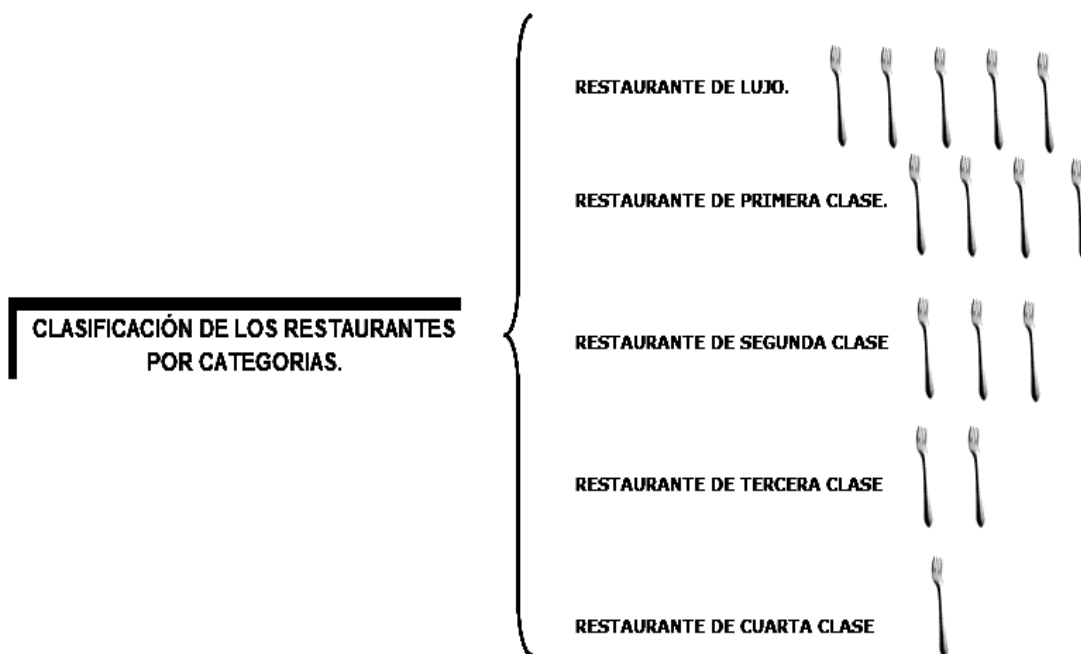 RESTAURANTE DE LUJO.
RESTAURANTE DE PRIMERA CLASE.
CLASIFICACIÓN DE LOS RESTAURANTES
POR CATEGORIAS.
RESTAURANTE DE SEGUNDA CLASE
RESTAURANTE DE TERCERA CLASE
RESTAURANTE DE CUARTA CLASE